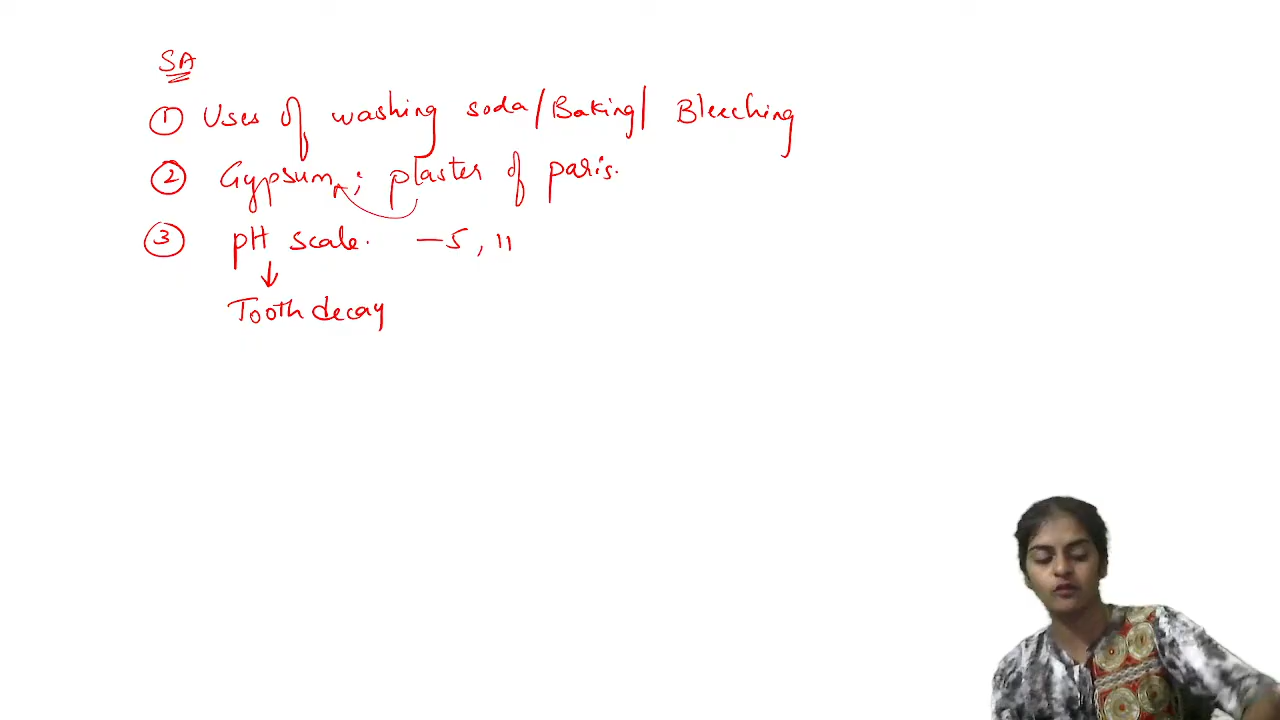 SA
① Uses of washing soda/Baking/ Bleeching
② Gypsum ; plaster of paris.
③ pH scale. — 5, 11
↓
Tooth decay